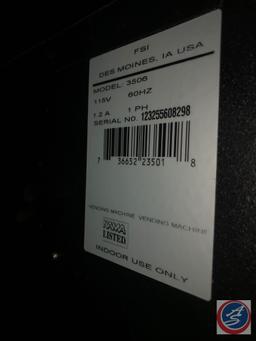 FSI
DES MOINES, IA USA
MODEL: 3506
115V 60HZ
1.2 A 1 PH
SERIAL No. 123255608298
7 36652 23501 8
VENDING MACHINE VENDING MACHINE
NAMA
LISTED
INDOOR USE ONLY